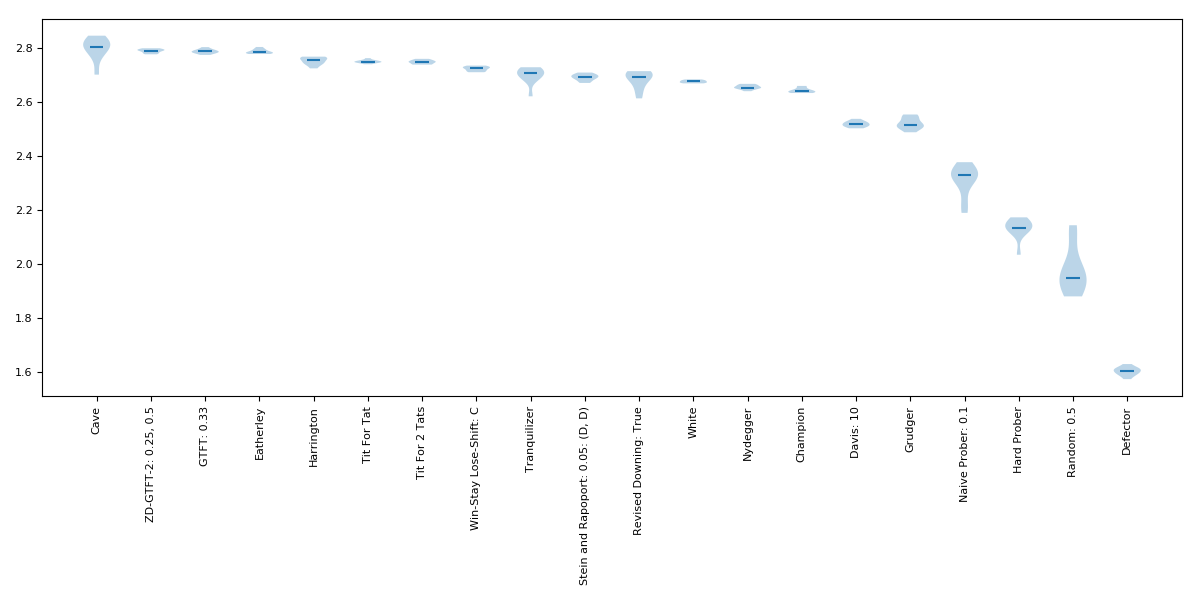 2.8
2.6
2.4
2.2
2.0
1.8
1.6
Cave
ZD-GTFT-2: 0.25, 0.5
GTFT: 0.33
Eatherley
Harrington
Tit For Tat
Tit For 2 Tats
Win-Stay Lose-Shift: C
Tranquilizer
Stein and Rapoport: 0.05: (D, D)
Revised Downing: True
White
Nydegger
Champion
Davis: 10
Grudger
Naive Prober: 0.1
Hard Prober
Random: 0.5
Defector